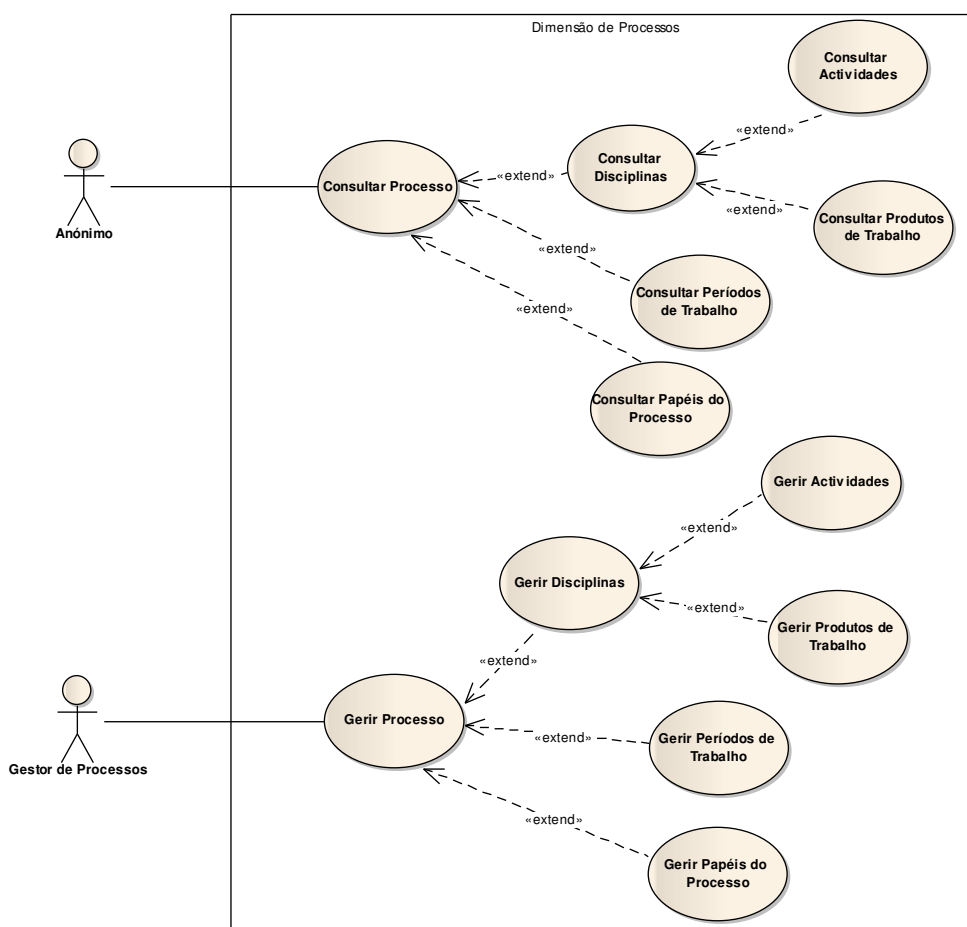 Dimensão de Processos
Consultar
Actividades
«extend»
Consultar
Disciplinas
«extend»
Consultar Processo
«extend»
Consultar Produtos
de Trabalho
Anónimo
«extend»
Consultar Períodos
de Trabalho
«extend»
Consultar Papéis do
Processo
Gerir Actividades
«extend»
Gerir Disciplinas
«extend»
Gerir Produtos de
Trabalho
«extend»
Gerir Processo
«extend»
Gerir Períodos de
Trabalho
Gestor de Processos
«extend»
Gerir Papéis do
Processo